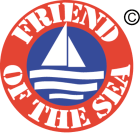 ©
FRIEND
OF THE SEA